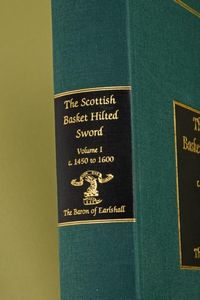 The Scottish
Basket Hilted
Sword
Volume I
c. 1450 to 1600
The Baron of Earlshall